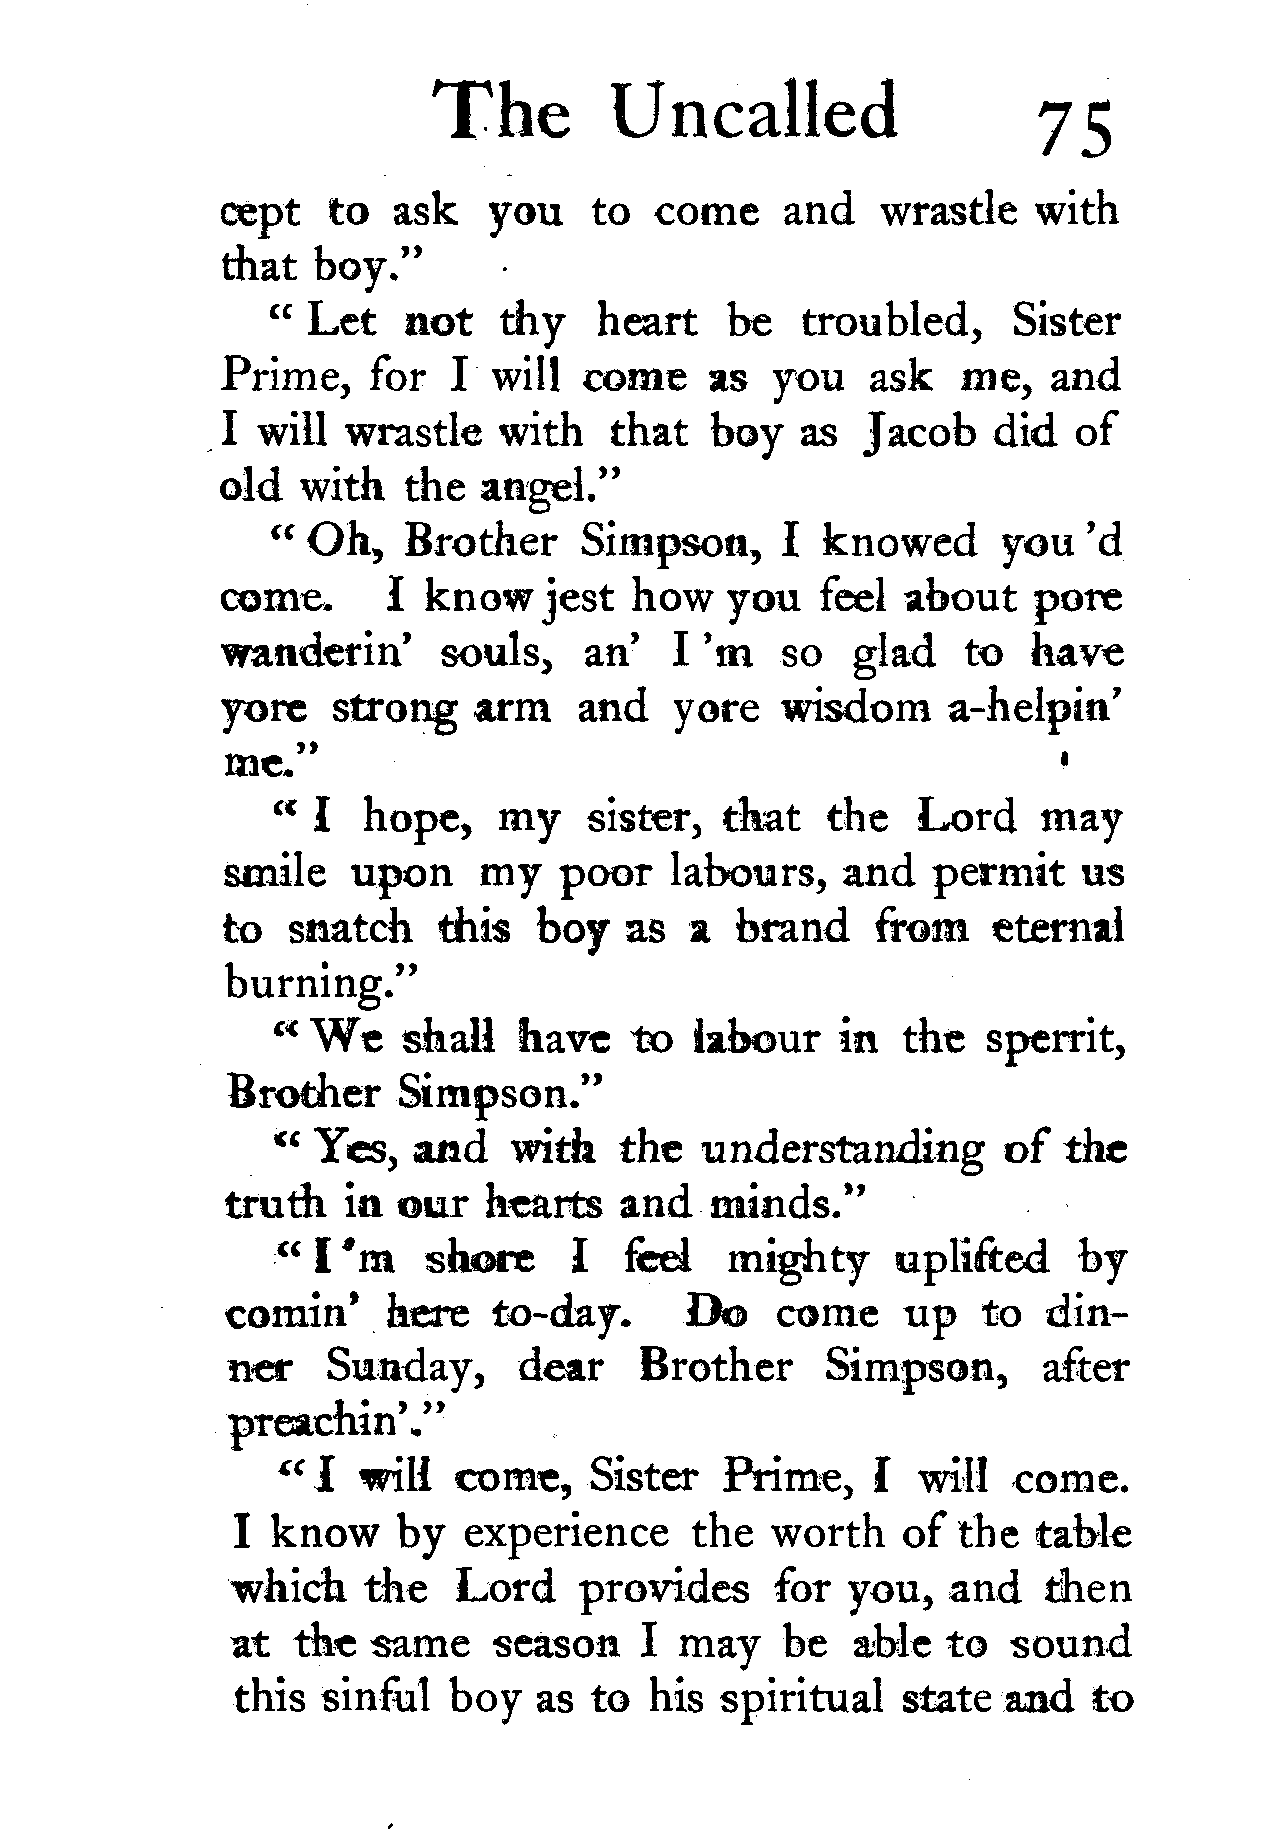 The Uncalled 75
cept to ask you to come and wrastle with
that boy."
"Let not thy heart be troubled, Sister
Prime, for I will come as you ask me, and
I will wrastle with that boy as Jacob did of
old with the angel."
"Oh, Brother Simpson, I knowed you 'd
come. I know jest how you feel about pore
wanderin' souls, an' I 'm so glad to have
yore strong arm and yore wisdom a-helpin'
me."
"I hope, my sister, that the Lord may
smile upon my poor labours, and permit us
to snatch this boy as a brand from eternal
burning."
"We shall have to labour in the sperrit,
Brother Simpson."
"Yes, and with the understanding of the
truth in our hearts and minds."
"I 'm shore I feel mighty uplifted by
comin' here to-day. Do come up to din-
ner Sunday, dear Brother Simpson, after
preachin'."
"I will come, Sister Prime, I will come.
I know by experience the worth of the table
which the Lord provides for you, and then
at the same season I may be able to sound
this sinful boy as to his spiritual state and to